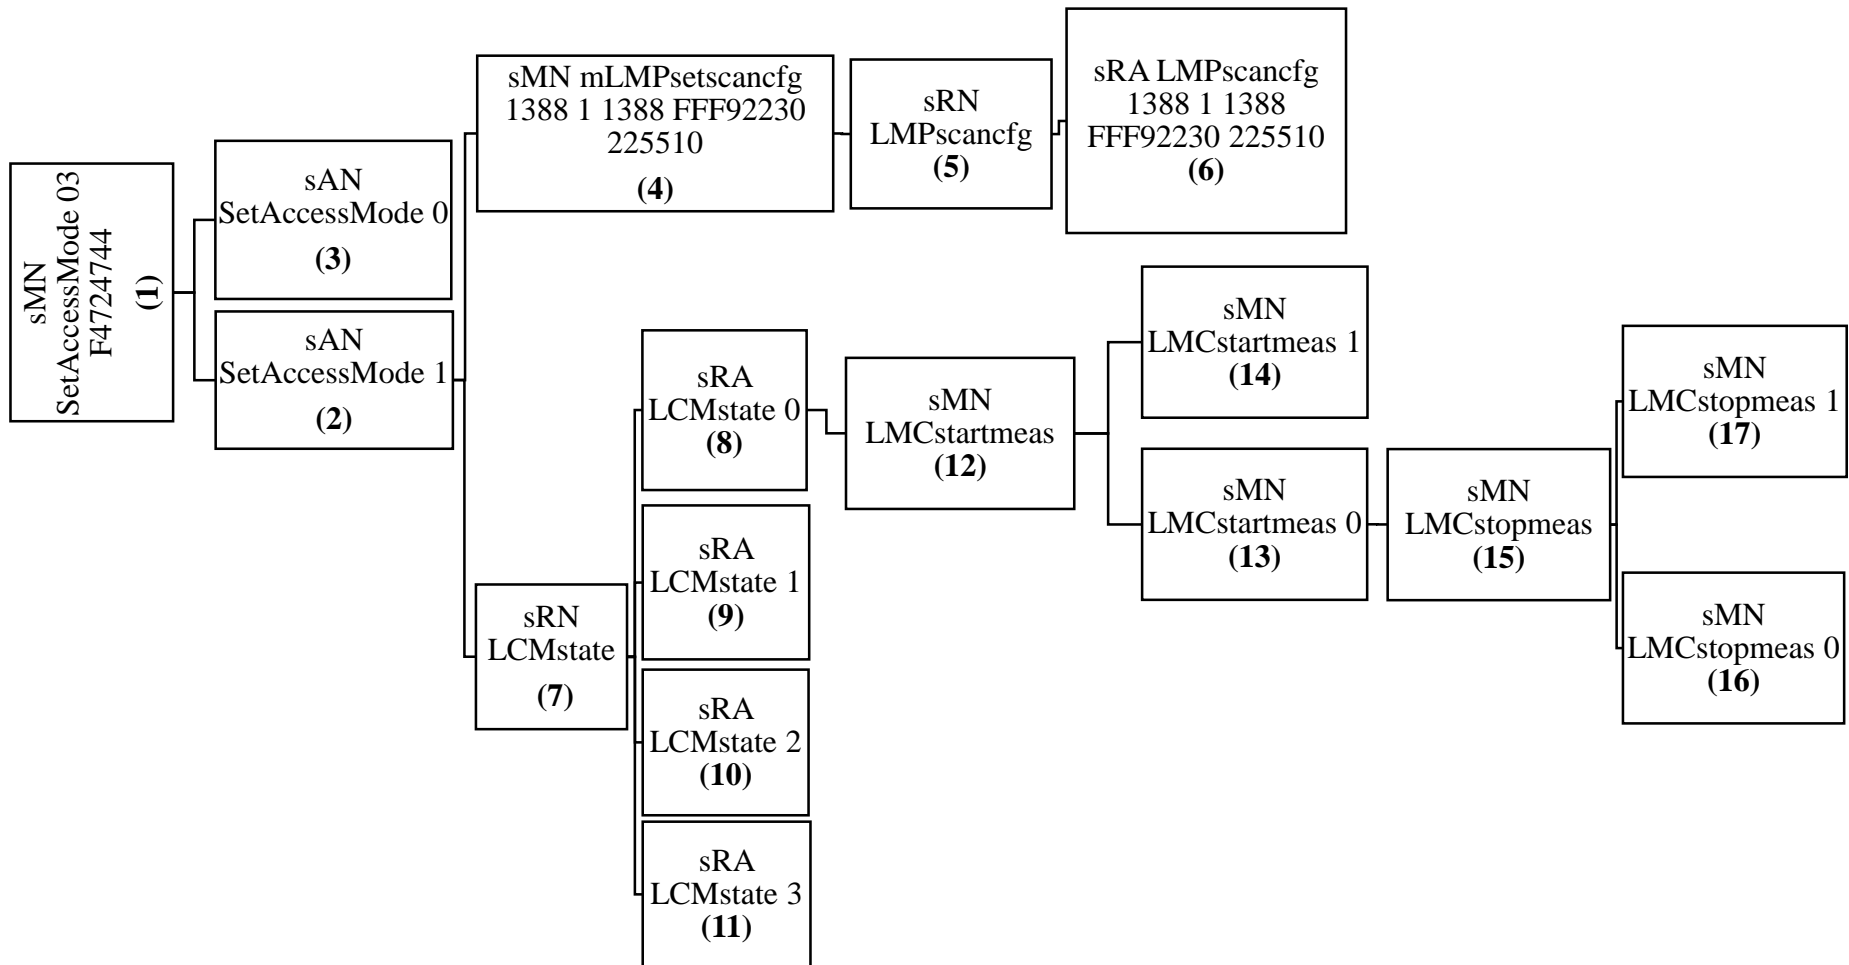 sMN
SetAccessMode 03
F4724744
(1)
sAN
SetAccessMode 0
(3)
sAN
SetAccessMode 1
(2)
sMN mLMPsetscancfg
1388 1 1388 FFF92230
225510
(4)
sRN
LMPscancfg
(5)
sRA LMPscancfg
1388 1 1388
FFF92230 225510
(6)
sRN
LCMstate
(7)
sRA
LCMstate 0
(8)
sRA
LCMstate 1
(9)
sRA
LCMstate 2
(10)
sRA
LCMstate 3
(11)
sMN
LMCstartmeas
(12)
sMN
LMCstartmeas 1
(14)
sMN
LMCstartmeas 0
(13)
sMN
LMCstopmeas
(15)
sMN
LMCstopmeas 1
(17)
sMN
LMCstopmeas 0
(16)